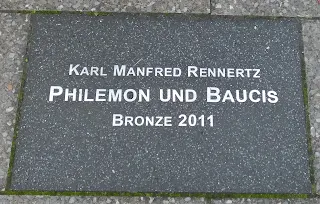 Karl Manfred Rennertz
Philemon und Baucis
Bronze 2011